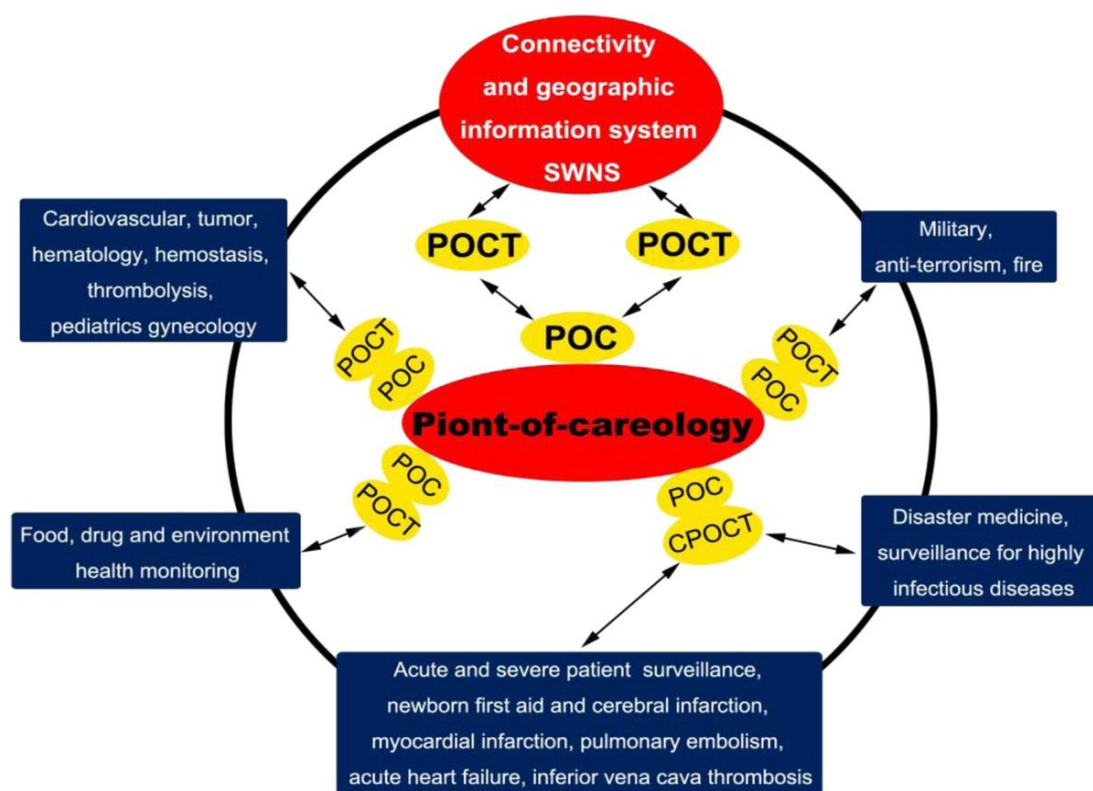 Connectivity
and geographic
information system
SWNS
POCT
POCT
POC
Cardiovascular, tumor,
hematology, hemostasis,
thrombolysis,
pediatrics gynecology
POCT
POC
Military,
anti-terrorism, fire
POCT
POC
Piont-of-careology
POC
POCT
Food, drug and environment
health monitoring
POC
CPOCT
Disaster medicine,
surveillance for highly
infectious diseases
Acute and severe patient surveillance,
newborn first aid and cerebral infarction,
myocardial infarction, pulmonary embolism,
acute heart failure, inferior vena cava thrombosis